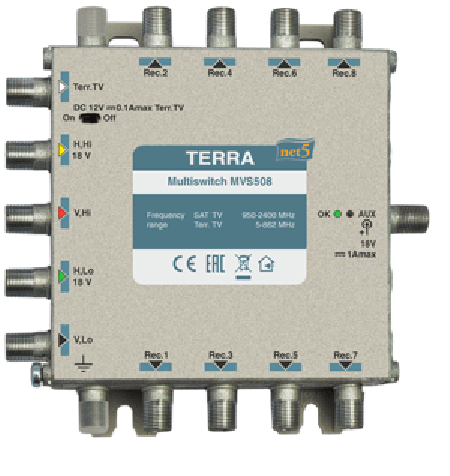 Rec.2 Rec.4 Rec.6 Rec.8
Terr.TV
DC 12V⎓0.1Amax Terr.TV
On Off
H,Hi
18 V
TERRA net5
Multiswitch MVS508
V,Hi
Frequency SAT TV 950-2400 MHz
range Terr. TV 5-862 MHz
OK AUX
18V
⎓ 1Amax
H,Lo
18 V
CE EAC
V,Lo
Rec.1 Rec.3 Rec.5 Rec.7